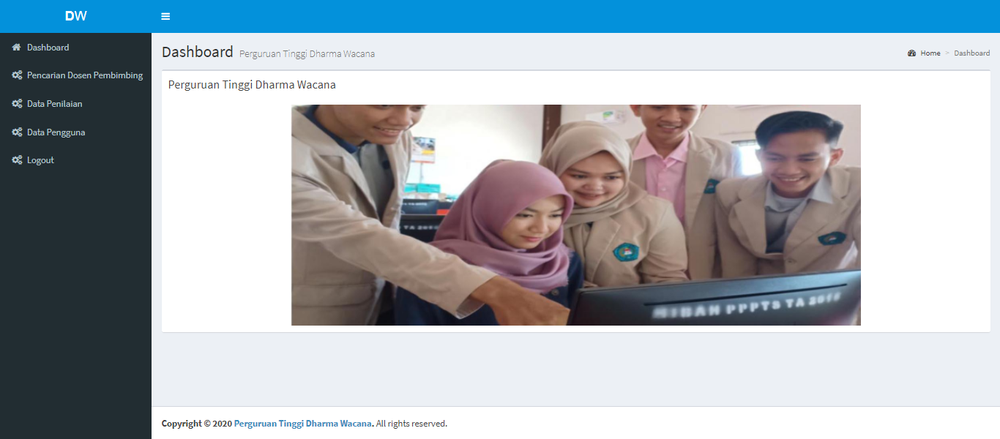 DW
Dashboard
Pencarian Dosen Pembimbing
Data Penilaian
Data Pengguna
Logout
Dashboard Perguruan Tinggi Dharma Wacana
Home > Dashboard
Perguruan Tinggi Dharma Wacana
HIBAH PPPTS TA 2018
Copyright © 2020 Perguruan Tinggi Dharma Wacana. All rights reserved.